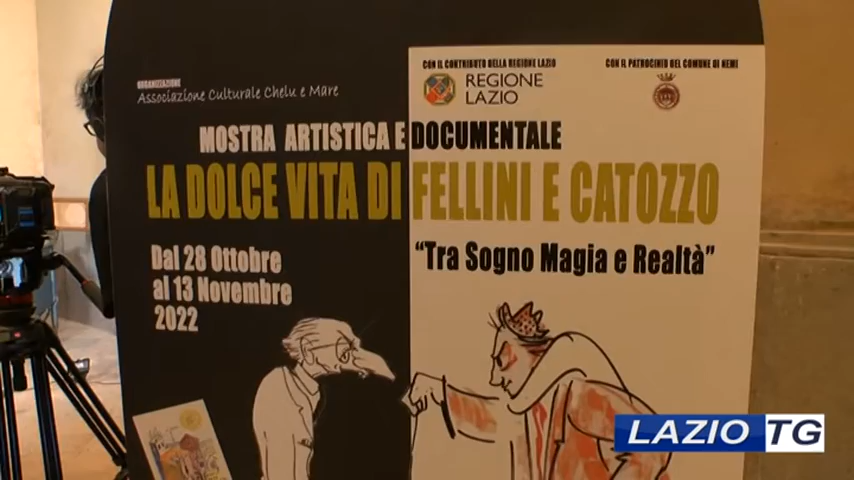 CON IL CONTRIBUTO DELLA REGIONE LAZIO
CON IL PATROCINIO DEL COMUNE DI NEMI
ORGANIZZAZIONE
Associazione Culturale Chelu e Mare
REGIONE
LAZIO
MOSTRA ARTISTICA E DOCUMENTALE
LA DOLCE VITA DI FELLINI E CATOZZO
Dal 28 Ottobre
al 13 Novembre
2022
“Tra Sogno Magia e Realtà”
LAZIO TG